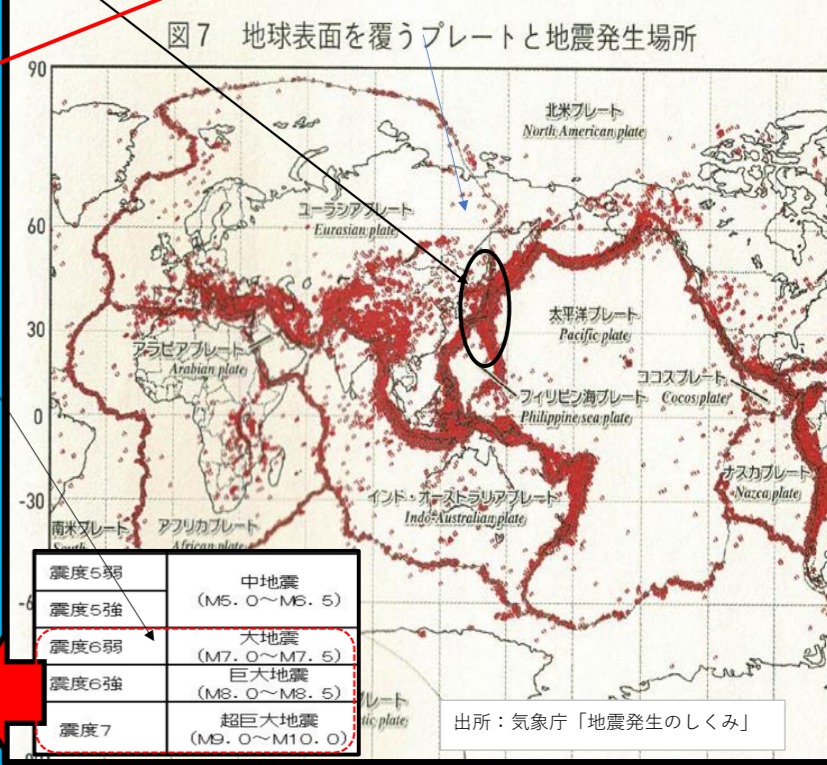 図7 地球表面を覆うプレートと地震発生場所
90
60
30
0
-30
北米プレート
North American plate
ユーラシアプレート
Eurasian plate
太平洋プレート
Pacific plate
アラビアプレート
Arabian plate
ココスプレート
Cocos plate
フィリピン海プレート
Philippine sea plate
ナスカプレート
Nazca plate
インド・オーストラリアプレート
Indo-Australian plate
南米プレート
South
アフリカプレート
African plate
震度5弱
中地震
(M5.0〜M6.5)
震度5強
震度6弱
大地震
(M7.0〜M7.5)
震度6強
巨大地震
(M8.0〜M8.5)
震度7
超巨大地震
(M9.0〜M10.0)
レート
tic plate
出所：気象庁「地震発生のしくみ」